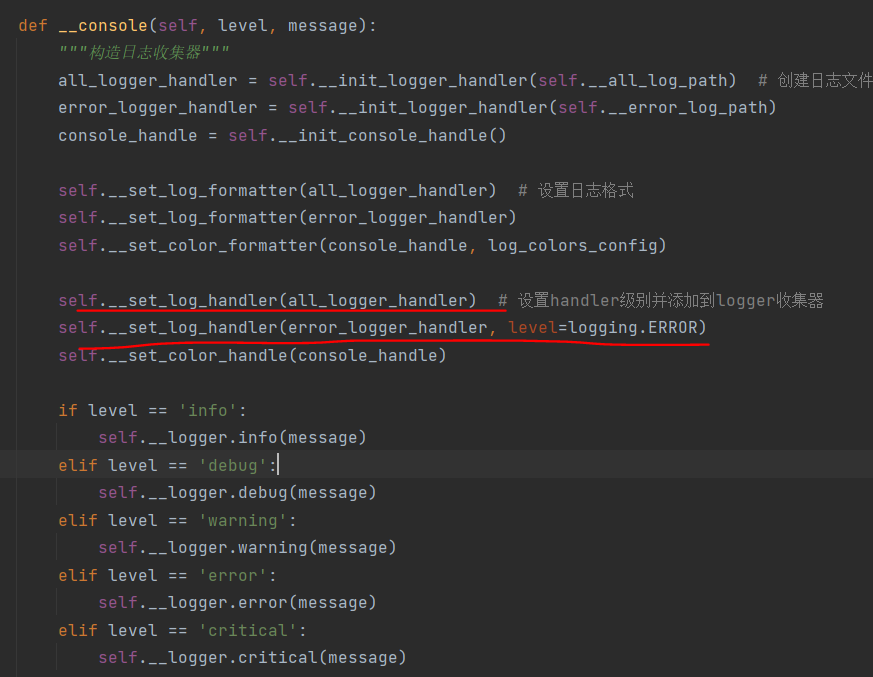 def __console(self, level, message):
"""构造日志收集器"""
all_logger_handler = self.__init_logger_handler(self.__all_log_path)  # 创建日志文件
error_logger_handler = self.__init_logger_handler(self.__error_log_path)
console_handle = self.__init_console_handle()
self.__set_log_formatter(all_logger_handler)  # 设置日志格式
self.__set_log_formatter(error_logger_handler)
self.__set_color_formatter(console_handle, log_colors_config)
self.__set_log_handler(all_logger_handler)  # 设置handler级别并添加到logger收集器
self.__set_log_handler(error_logger_handler, level=logging.ERROR)
self.__set_color_handle(console_handle)
if level == 'info':
self.__logger.info(message)
elif level == 'debug':
self.__logger.debug(message)
elif level == 'warning':
self.__logger.warning(message)
elif level == 'error':
self.__logger.error(message)
elif level == 'critical':
self.__logger.critical(message)